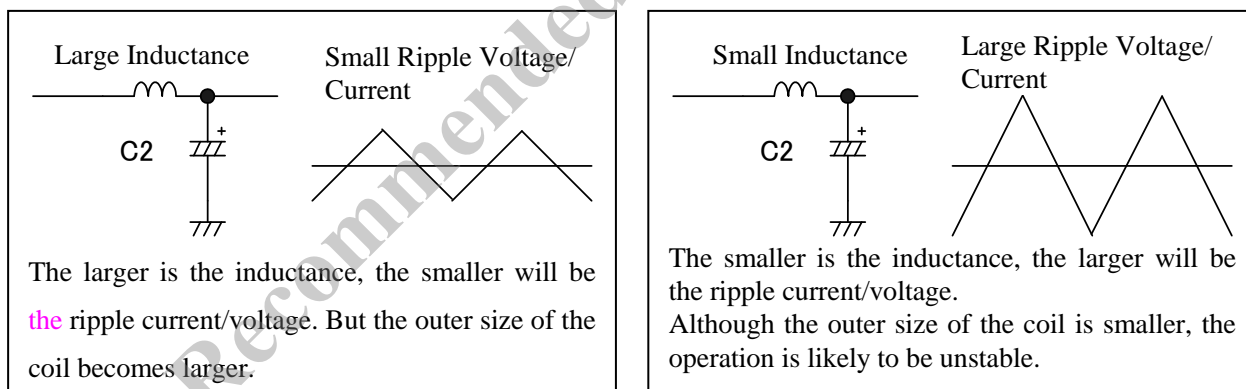 Large Inductance
Small Ripple Voltage/
Current
+
C2
The larger is the inductance, the smaller will be
the ripple current/voltage. But the outer size of the
coil becomes larger.
Small Inductance
Large Ripple Voltage/
Current
+
C2
The smaller is the inductance, the larger will be
the ripple current/voltage.
Although the outer size of the coil is smaller, the
operation is likely to be unstable.
Recommended